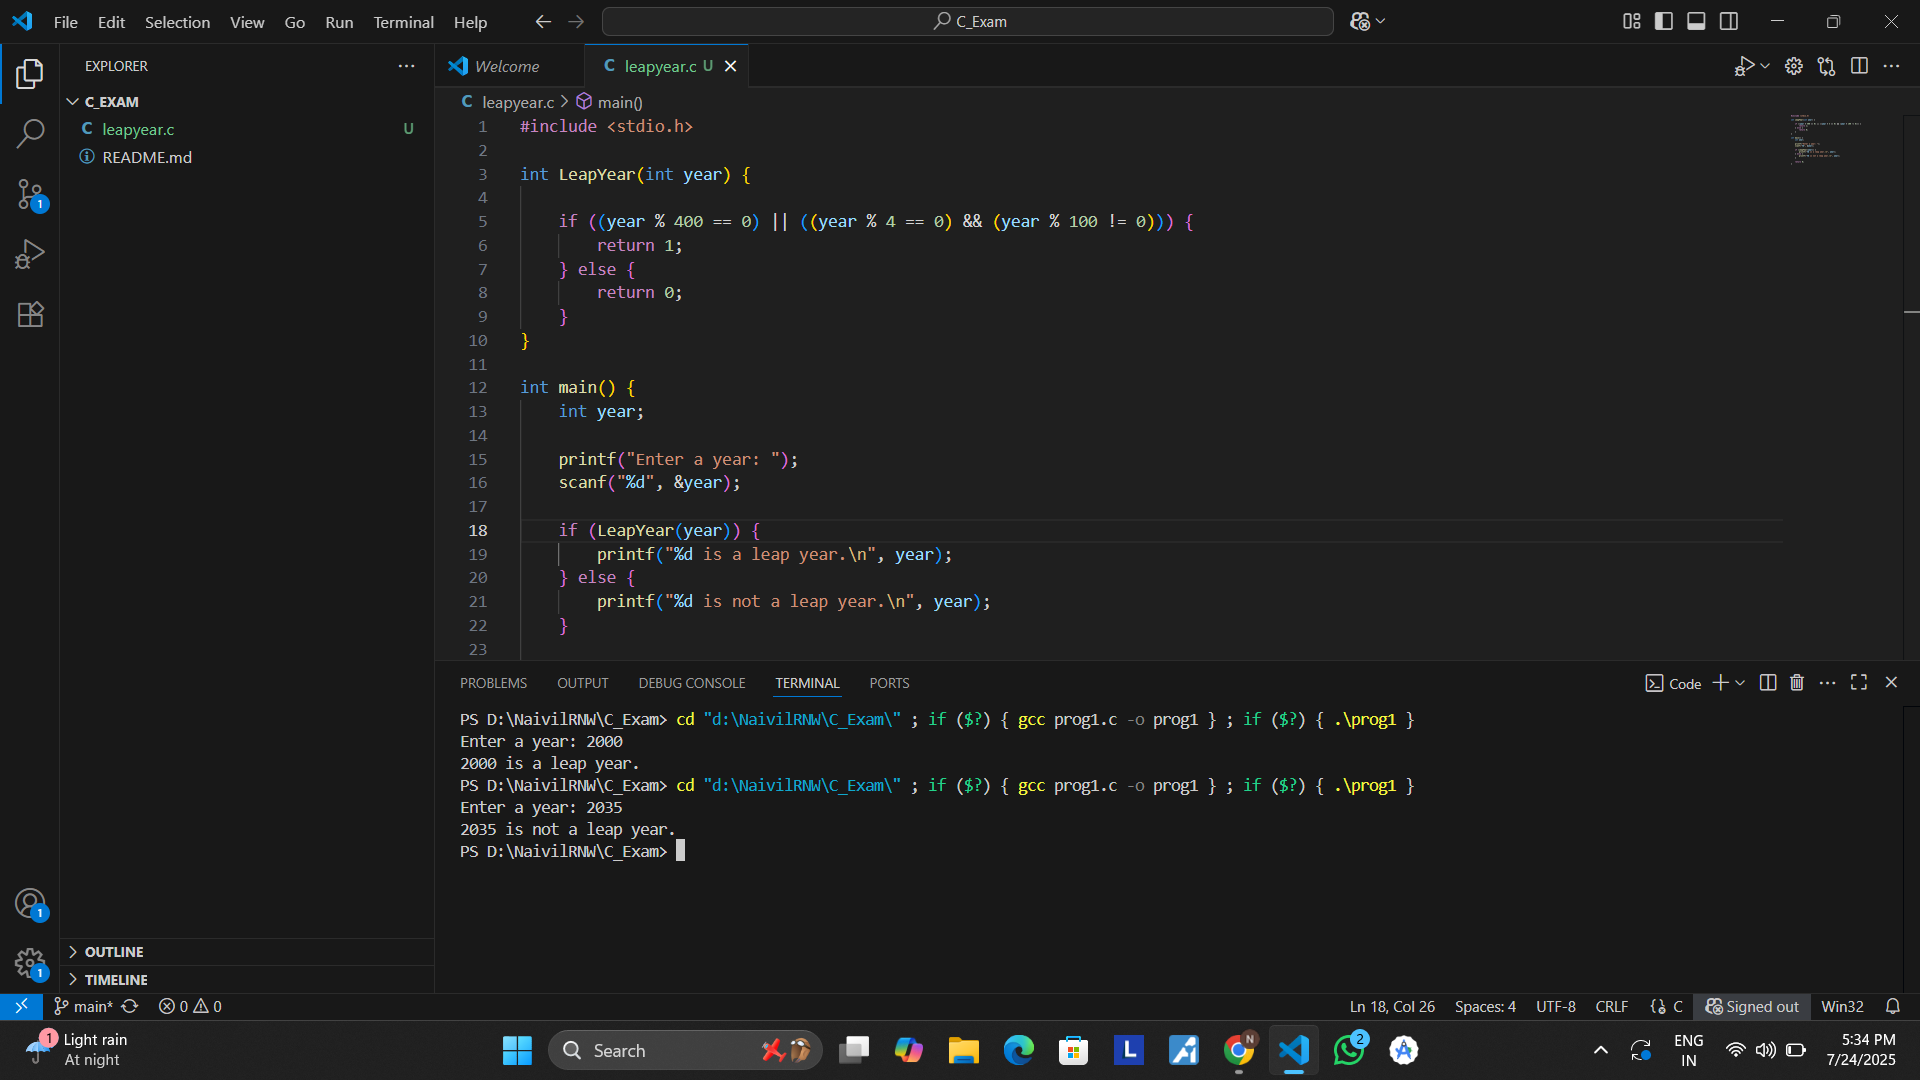 File Edit Selection View Go Run Terminal Help
C_Exam
EXPLORER
C_EXAM
leapyear.c U
README.md
OUTLINE
TIMELINE
Welcome
C leapyear.c U
C leapyear.c > main()
1 #include <stdio.h>
2
3 int LeapYear(int year) {
4
5 if ((year % 400 == 0) || ((year % 4 == 0) && (year % 100 != 0))) {
6 return 1;
7 } else {
8 return 0;
9 }
10 }
11
12 int main() {
13 int year;
14
15 printf("Enter a year: ");
16 scanf("%d", &year);
17
18 if (LeapYear(year)) {
19 printf("%d is a leap year.\n", year);
20 } else {
21 printf("%d is not a leap year.\n", year);
22 }
23
PROBLEMS OUTPUT DEBUG CONSOLE TERMINAL PORTS
Code
PS D:\NaivilRNW\C_Exam> cd "d:\NaivilRNW\C_Exam\" ; if ($?) { gcc prog1.c -o prog1 } ; if ($?) { .\prog1 }
Enter a year: 2000
2000 is a leap year.
PS D:\NaivilRNW\C_Exam> cd "d:\NaivilRNW\C_Exam\" ; if ($?) { gcc prog1.c -o prog1 } ; if ($?) { .\prog1 }
Enter a year: 2035
2035 is not a leap year.
PS D:\NaivilRNW\C_Exam>
main* 0 0
Ln 18, Col 26 Spaces: 4 UTF-8 CRLF {} C Signed out Win32
1 Light rain
At night
Search
ENG
IN
5:34 PM
7/24/2025